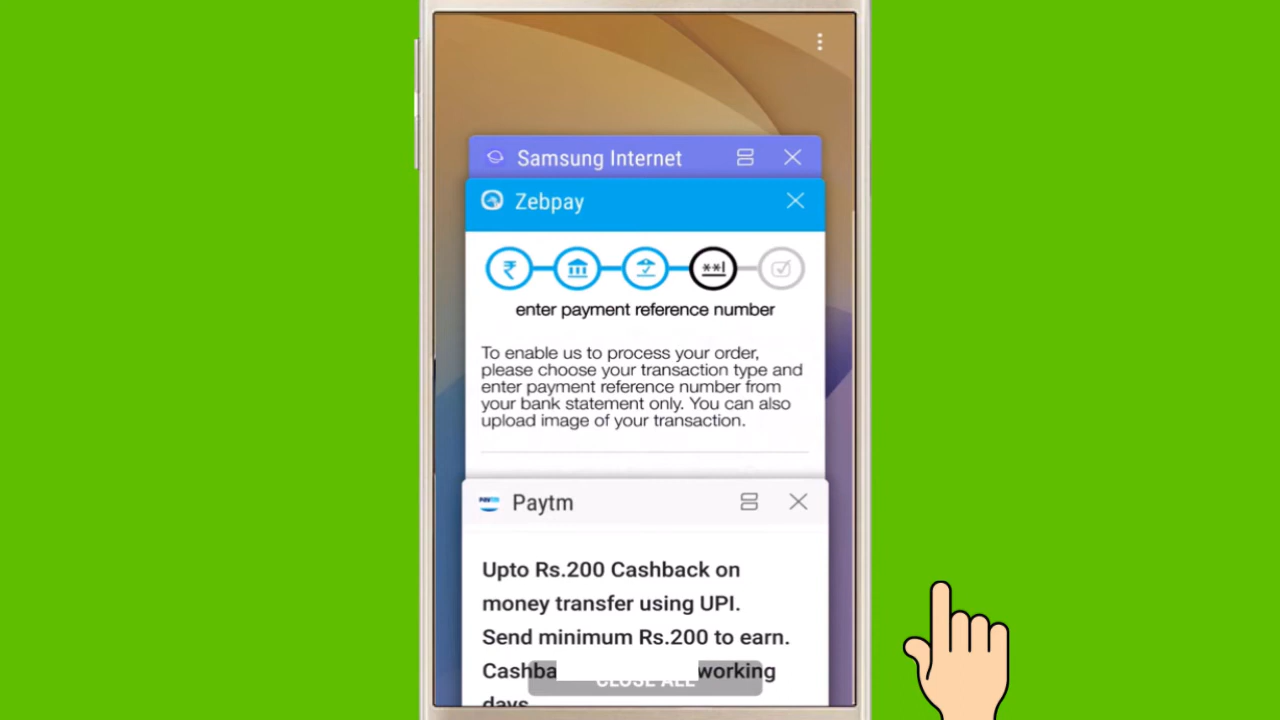 Samsung Internet
Zebpay
₹
**I
enter payment reference number
To enable us to process your order,
please choose your transaction type and
enter payment reference number from
your bank statement only. You can also
upload image of your transaction.
Paytm
Upto Rs.200 Cashback on
money transfer using UPI.
Send minimum Rs.200 to earn.
working
CLOSE ALL
days